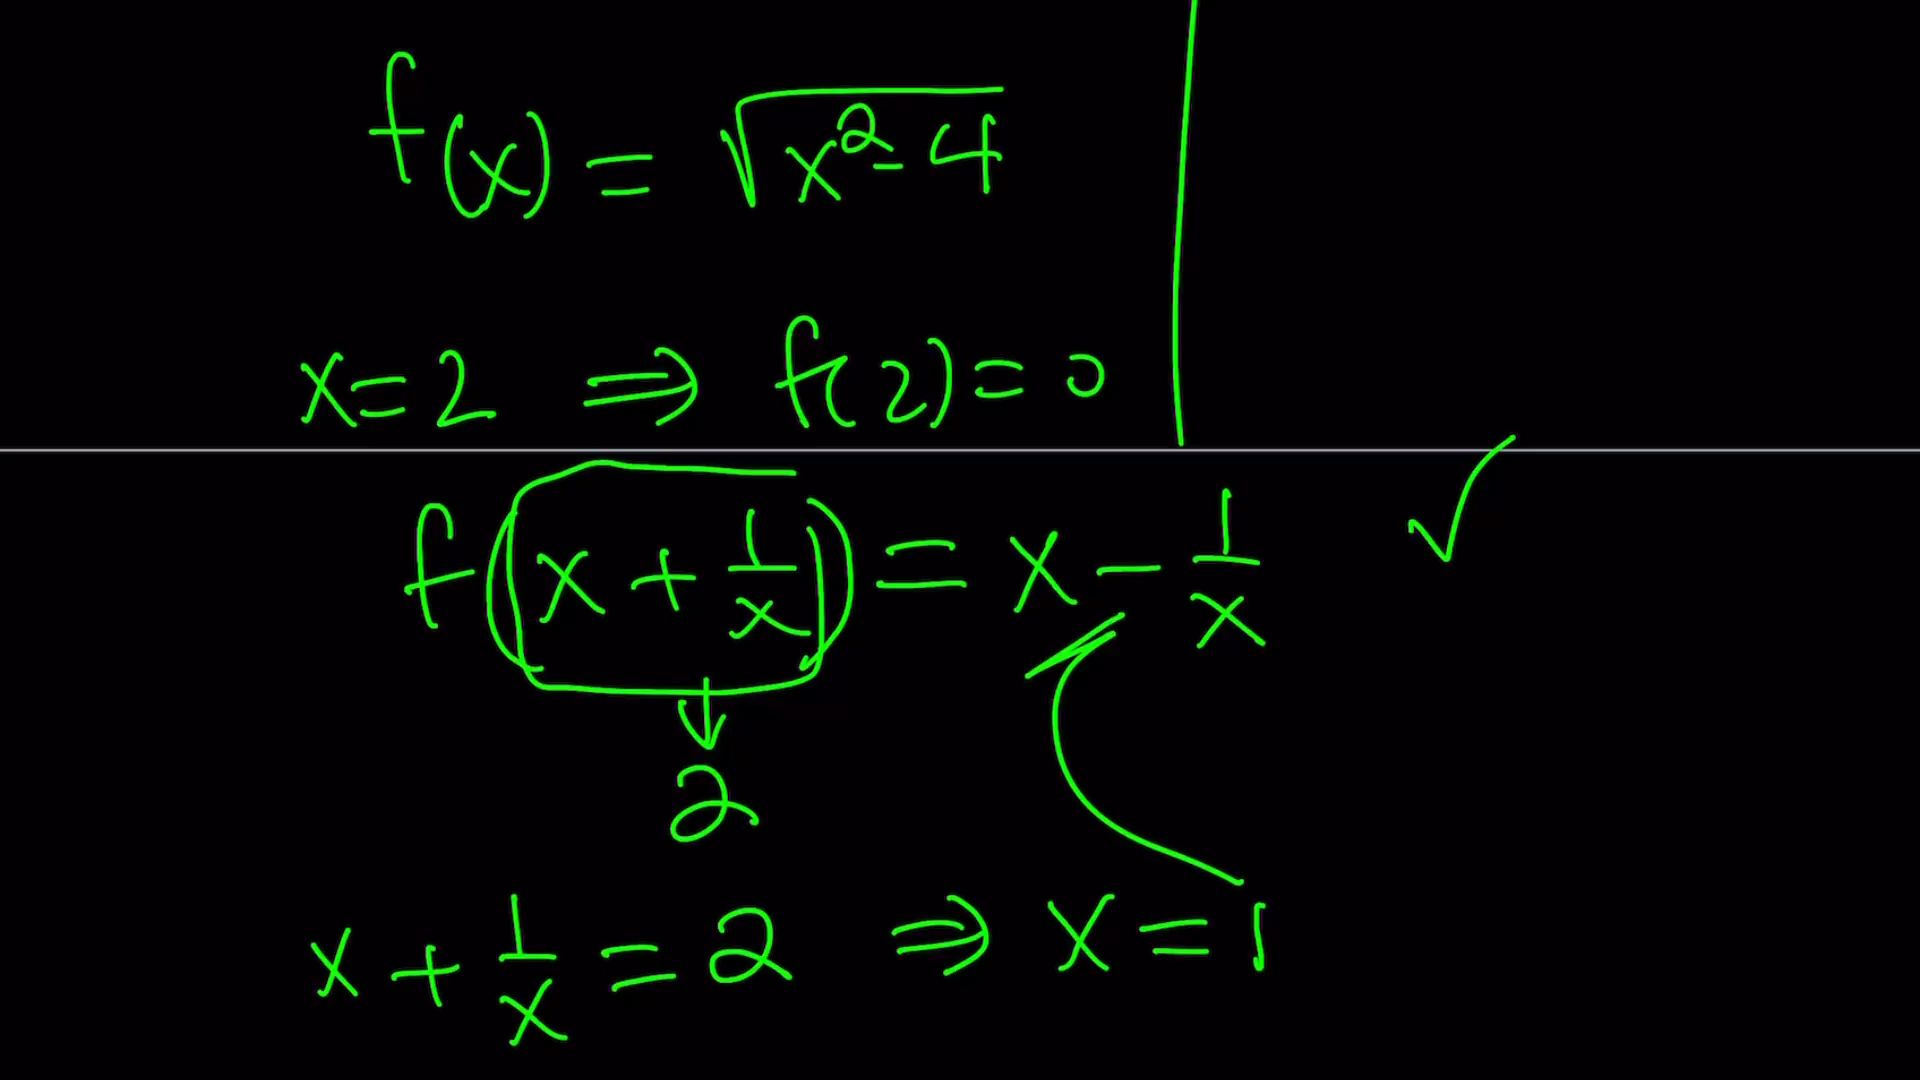 f(x) = √(x² - 4)
x = 2 ⇒ f(2) = 0
f(x + 1/x) = x - 1/x ✓
↓
2
x + 1/x = 2 ⇒ x = 1